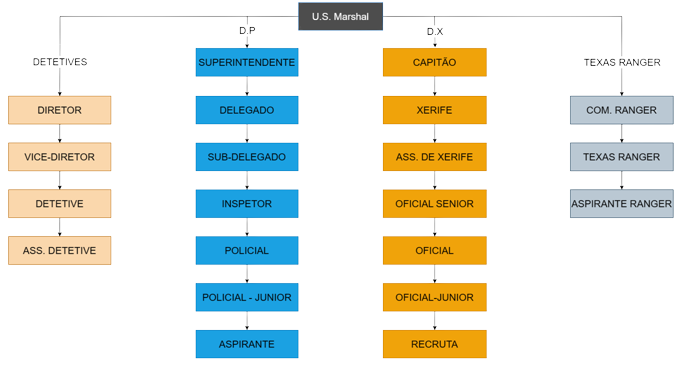 U.S. Marshal
DETETIVES
DIRETOR
VICE-DIRETOR
DETETIVE
ASS. DETETIVE
D.P
SUPERINTENDENTE
DELEGADO
SUB-DELEGADO
INSPETOR
POLICIAL
POLICIAL - JUNIOR
ASPIRANTE
D.X
CAPITÃO
XERIFE
ASS. DE XERIFE
OFICIAL SENIOR
OFICIAL
OFICIAL-JUNIOR
RECRUTA
TEXAS RANGER
COM. RANGER
TEXAS RANGER
ASPIRANTE RANGER